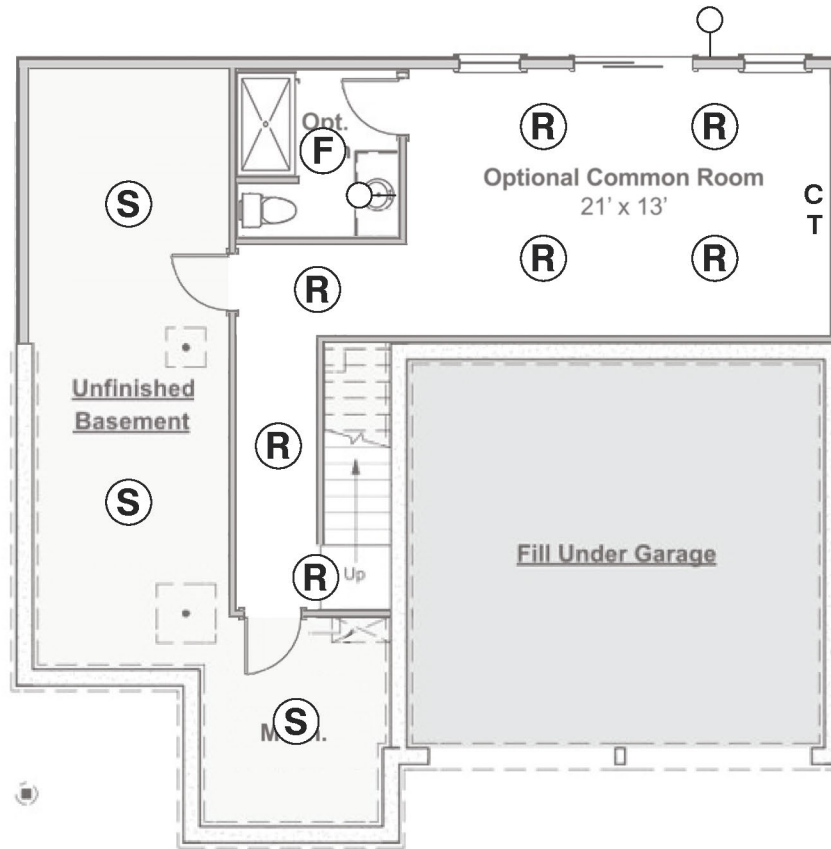 Opt.
F
R
R
Optional Common Room
21' x 13'
C
T
S
R
R
R
Unfinished
Basement
R
S
Fill Under Garage
R
Up
S